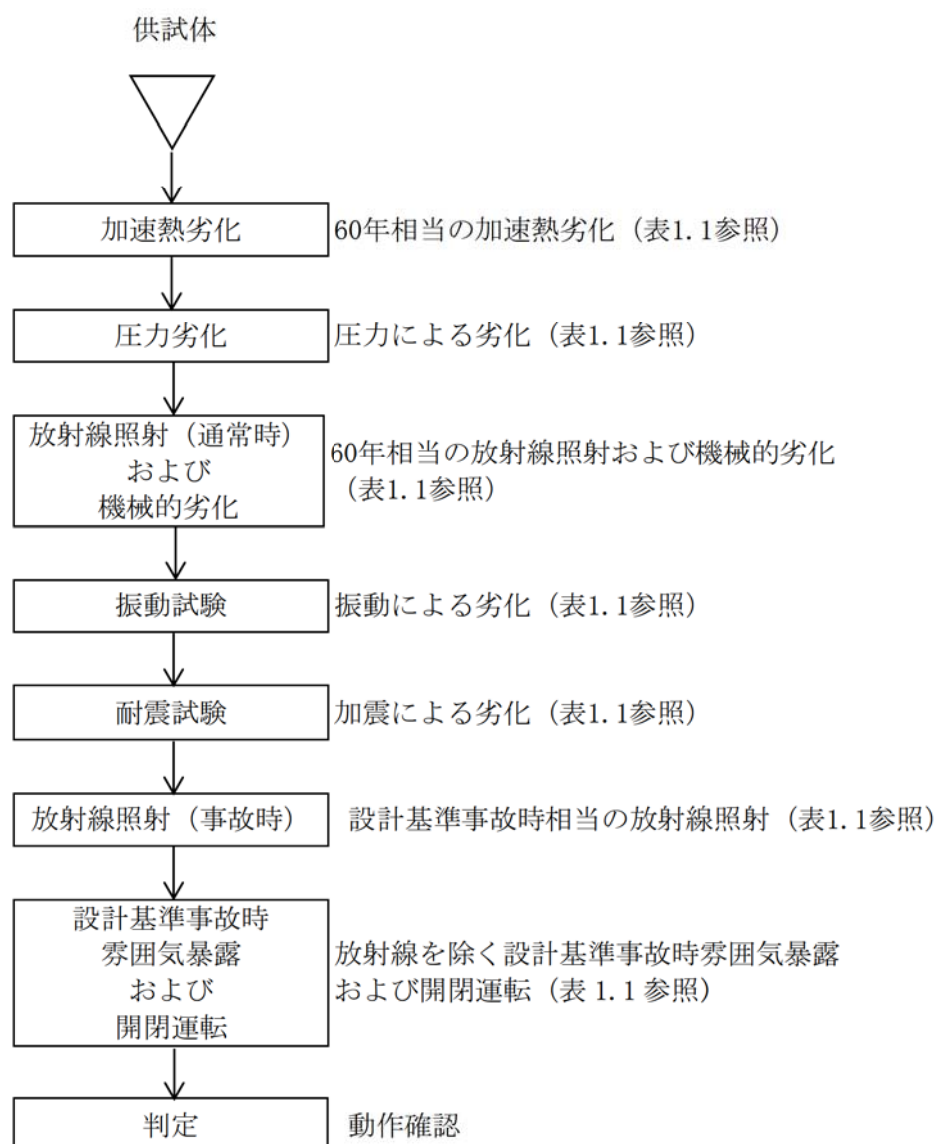 供試体
加速熱劣化
60年相当の加速熱劣化（表1.1参照）
圧力劣化
圧力による劣化（表1.1参照）
放射線照射（通常時）
および
機械的劣化
60年相当の放射線照射および機械的劣化
（表1.1参照）
振動試験
振動による劣化（表1.1参照）
耐震試験
加震による劣化（表1.1参照）
放射線照射（事故時）
設計基準事故時相当の放射線照射（表1.1参照）
設計基準事故時
雰囲気暴露
および
開閉運転
放射線を除く設計基準事故時雰囲気暴露
および開閉運転（表 1.1 参照）
判定
動作確認